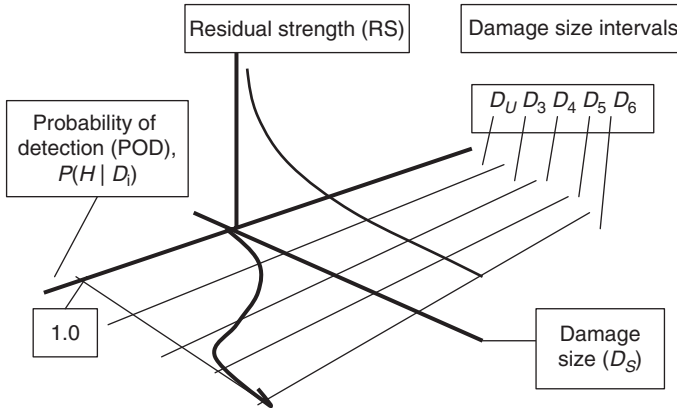 Residual strength (RS)
Damage size intervals
D_U D_3 D_4 D_5 D_6
Probability of
detection (POD),
P(H | D_i)
1.0
Damage
size (D_S)